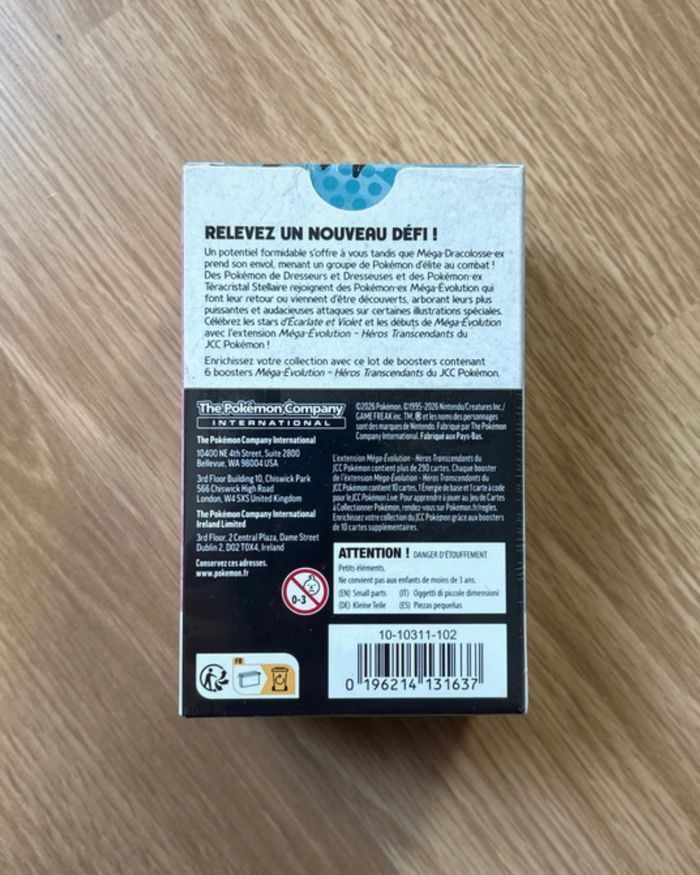 RELEVEZ UN NOUVEAU DÉFI !
Un potentiel formidable s'offre à vous tandis que Méga-Dracolosse-ex
prend son envol, menant un groupe de Pokémon d'élite au combat !
Des Pokémon de Dresseurs et Dresseuses et des Pokémon-ex
Téracristal Stellaire rejoignent des Pokémon-ex Méga-Évolution qui
font leur retour ou viennent d'être découverts, arborant leurs plus
puissantes et audacieuses attaques sur certaines illustrations spéciales.
Célébrez les stars d'Écarlate et Violet et les débuts de Méga-Évolution
avec l'extension Méga-Évolution – Héros Transcendants du
JCC Pokémon !
Enrichissez votre collection avec ce lot de boosters contenant
6 boosters Méga-Évolution – Héros Transcendants du JCC Pokémon.
The Pokémon Company
INTERNATIONAL
The Pokémon Company International
10400 NE 4th Street, Suite 2800
Bellevue, WA 98004 USA
3rd Floor Building 10, Chiswick Park
566 Chiswick High Road
London, W4 5XS United Kingdom
The Pokémon Company International
Ireland Limited
3rd Floor, 2 Central Plaza, Dame Street
Dublin 2, D02 T0X4, Ireland
Conservez ces adresses.
www.pokemon.fr
©2026 Pokémon. ©1995-2026 Nintendo/Creatures Inc./
GAME FREAK inc. TM, ® et les noms des personnages
sont des marques de Nintendo. Fabriqué par The Pokémon
Company International. Fabriqué aux Pays-Bas.
L'extension Méga-Évolution – Héros Transcendants du
JCC Pokémon contient plus de 290 cartes. Chaque booster
de l'extension Méga-Évolution – Héros Transcendants du
JCC Pokémon contient 10 cartes, 1 Énergie de base et 1 carte à code
pour le JCC Pokémon Live. Pour apprendre à jouer au Jeu de Cartes
à Collectionner Pokémon, rendez-vous sur Pokemon.fr/regles.
Enrichissez votre collection du JCC Pokémon grâce aux boosters
de 10 cartes supplémentaires.
ATTENTION ! DANGER D'ÉTOUFFEMENT
Petits éléments.
Ne convient pas aux enfants de moins de 3 ans.
(EN) Small parts (IT) Oggetti di piccole dimensioni
(DE) Kleine Teile (ES) Piezas pequeñas
0-3
FR
10-10311-102
0 196214 131637